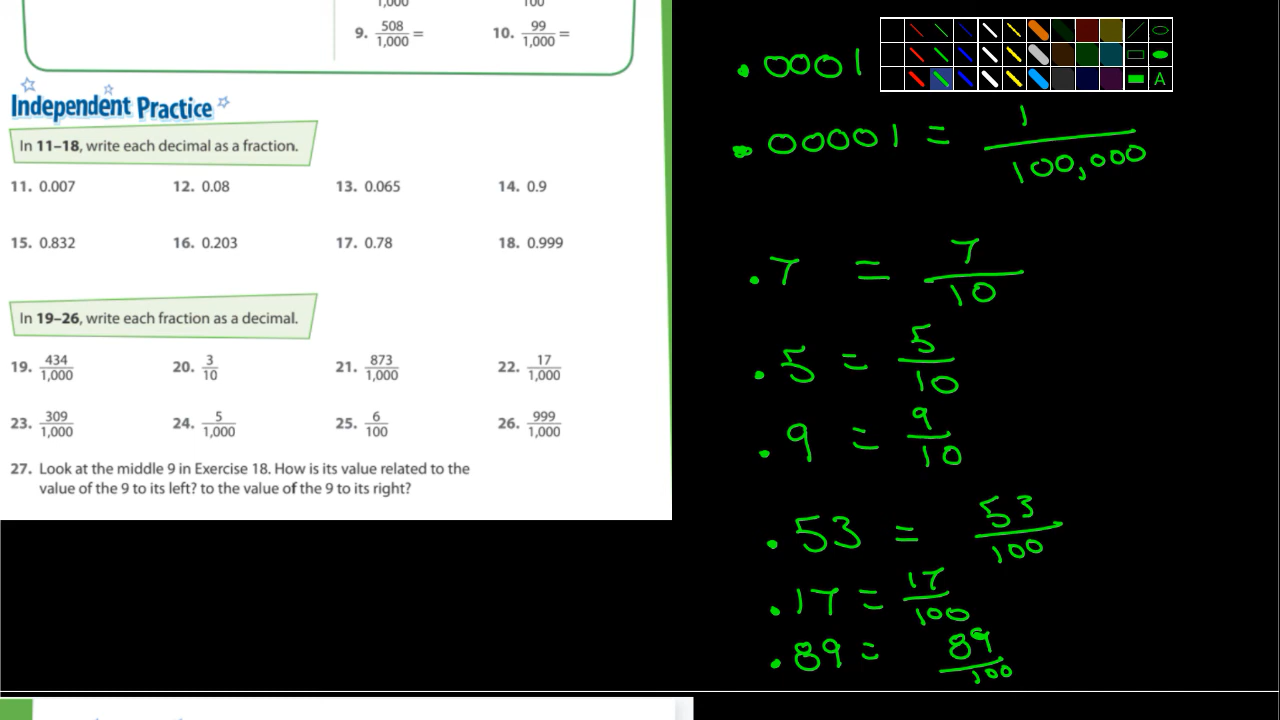 1,000
100
9. 508/1,000 =
10. 99/1,000 =
Independent Practice
In 11–18, write each decimal as a fraction.
11. 0.007 12. 0.08 13. 0.065 14. 0.9
15. 0.832 16. 0.203 17. 0.78 18. 0.999
In 19–26, write each fraction as a decimal.
19. 434/1,000 20. 3/10 21. 873/1,000 22. 17/1,000
23. 309/1,000 24. 5/1,000 25. 6/100 26. 999/1,000
27. Look at the middle 9 in Exercise 18. How is its value related to the
value of the 9 to its left? to the value of the 9 to its right?
.0001
A
.00001 = 1/100,000
.7 = 7/10
.5 = 5/10
.9 = 9/10
.53 = 53/100
.17 = 17/100
.89 = 89/100